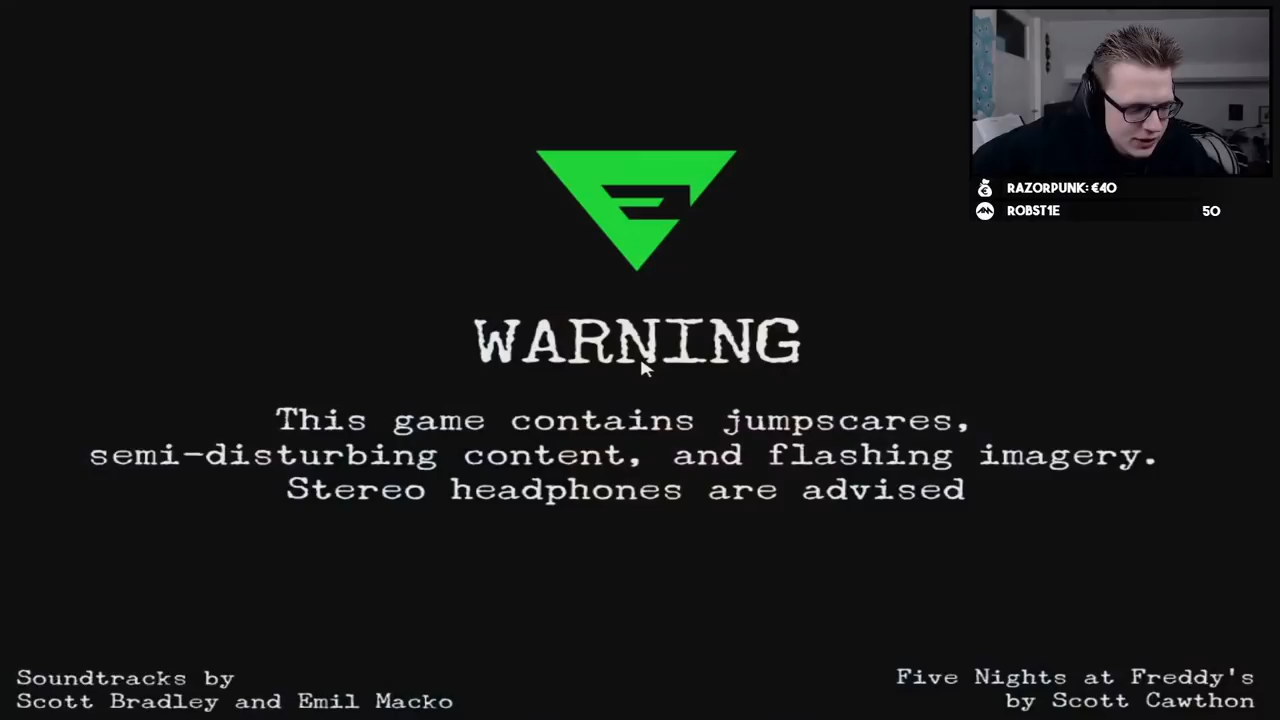 RAZORPUNK: €40
ROBST1E 50
WARNING
This game contains jumpscares,
semi-disturbing content, and flashing imagery.
Stereo headphones are advised
Soundtracks by
Scott Bradley and Emil Macko
Five Nights at Freddy's
by Scott Cawthon